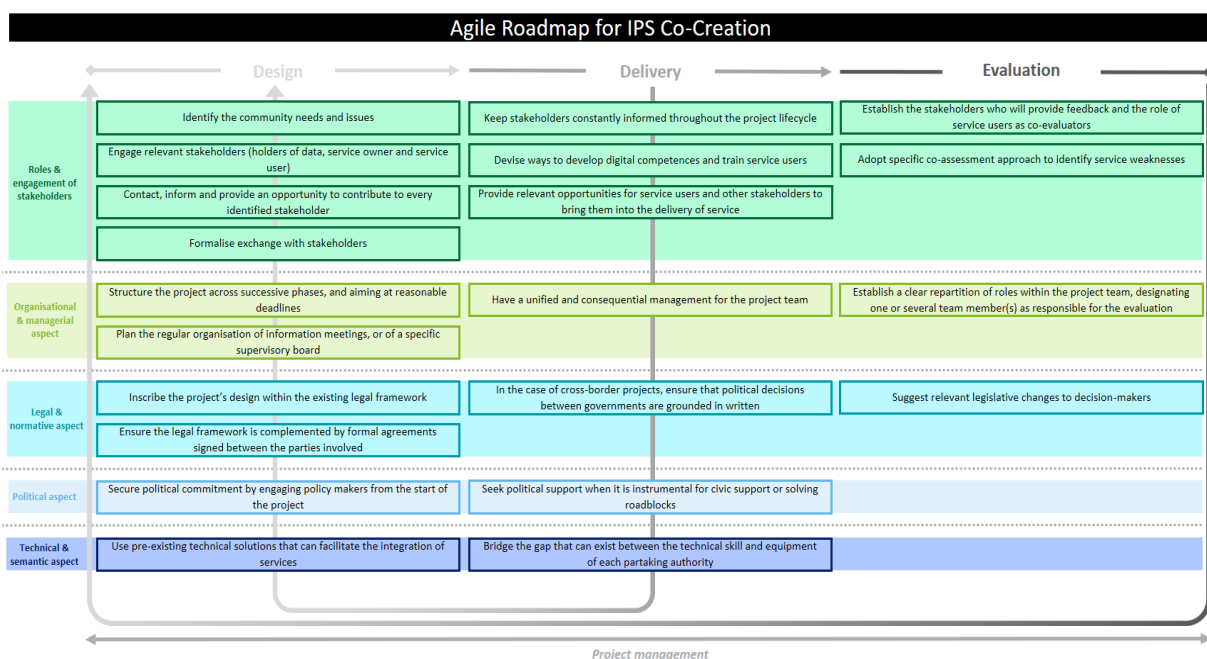 Agile Roadmap for IPS Co-Creation
Design
Delivery
Evaluation
Roles &
engagement of
stakeholders
Identify the community needs and issues
Keep stakeholders constantly informed throughout the project lifecycle
Establish the stakeholders who will provide feedback and the role of
service users as co-evaluators
Engage relevant stakeholders (holders of data, service owner and service
user)
Devise ways to develop digital competences and train service users
Adopt specific co-assessment approach to identify service weaknesses
Contact, inform and provide an opportunity to contribute to every
identified stakeholder
Provide relevant opportunities for service users and other stakeholders to
bring them into the delivery of service
Formalise exchange with stakeholders
Organisational
& managerial
aspect
Structure the project across successive phases, and aiming at reasonable
deadlines
Have a unified and consequential management for the project team
Establish a clear repartition of roles within the project team, designating
one or several team member(s) as responsible for the evaluation
Plan the regular organisation of information meetings, or of a specific
supervisory board
Legal &
normative aspect
Inscribe the project's design within the existing legal framework
In the case of cross-border projects, ensure that political decisions
between governments are grounded in written
Suggest relevant legislative changes to decision-makers
Ensure the legal framework is complemented by formal agreements
signed between the parties involved
Political aspect
Secure political commitment by engaging policy makers from the start of
the project
Seek political support when it is instrumental for civic support or solving
roadblocks
Technical &
semantic aspect
Use pre-existing technical solutions that can facilitate the integration of
services
Bridge the gap that can exist between the technical skill and equipment
of each partaking authority
Project management